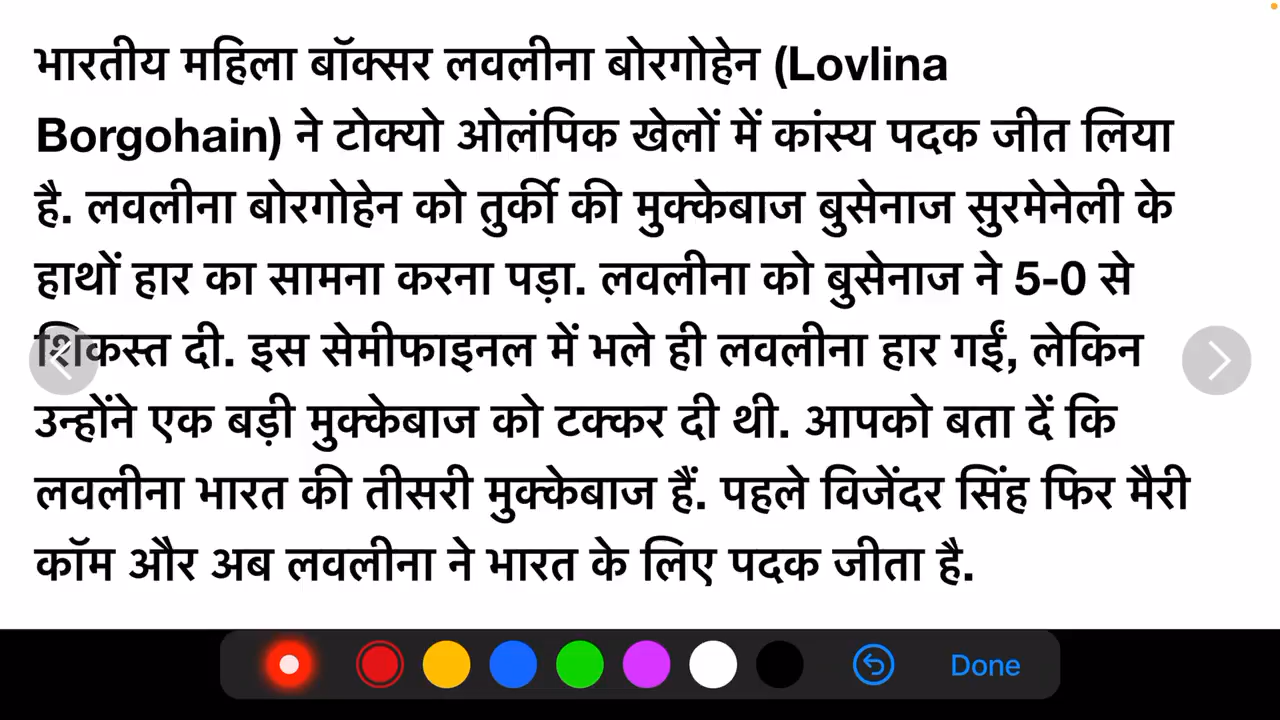 भारतीय महिला बॉक्सर लवलीना बोरगोहेन (Lovlina
Borgohain) ने टोक्यो ओलंपिक खेलों में कांस्य पदक जीत लिया
है. लवलीना बोरगोहेन को तुर्की की मुक्केबाज बुसेनाज सुरमेनेली के
हाथों हार का सामना करना पड़ा. लवलीना को बुसेनाज ने 5-0 से
शिकस्त दी. इस सेमीफाइनल में भले ही लवलीना हार गईं, लेकिन
उन्होंने एक बड़ी मुक्केबाज को टक्कर दी थी. आपको बता दें कि
लवलीना भारत की तीसरी मुक्केबाज हैं. पहले विजेंदर सिंह फिर मैरी
कॉम और अब लवलीना ने भारत के लिए पदक जीता है.
Done